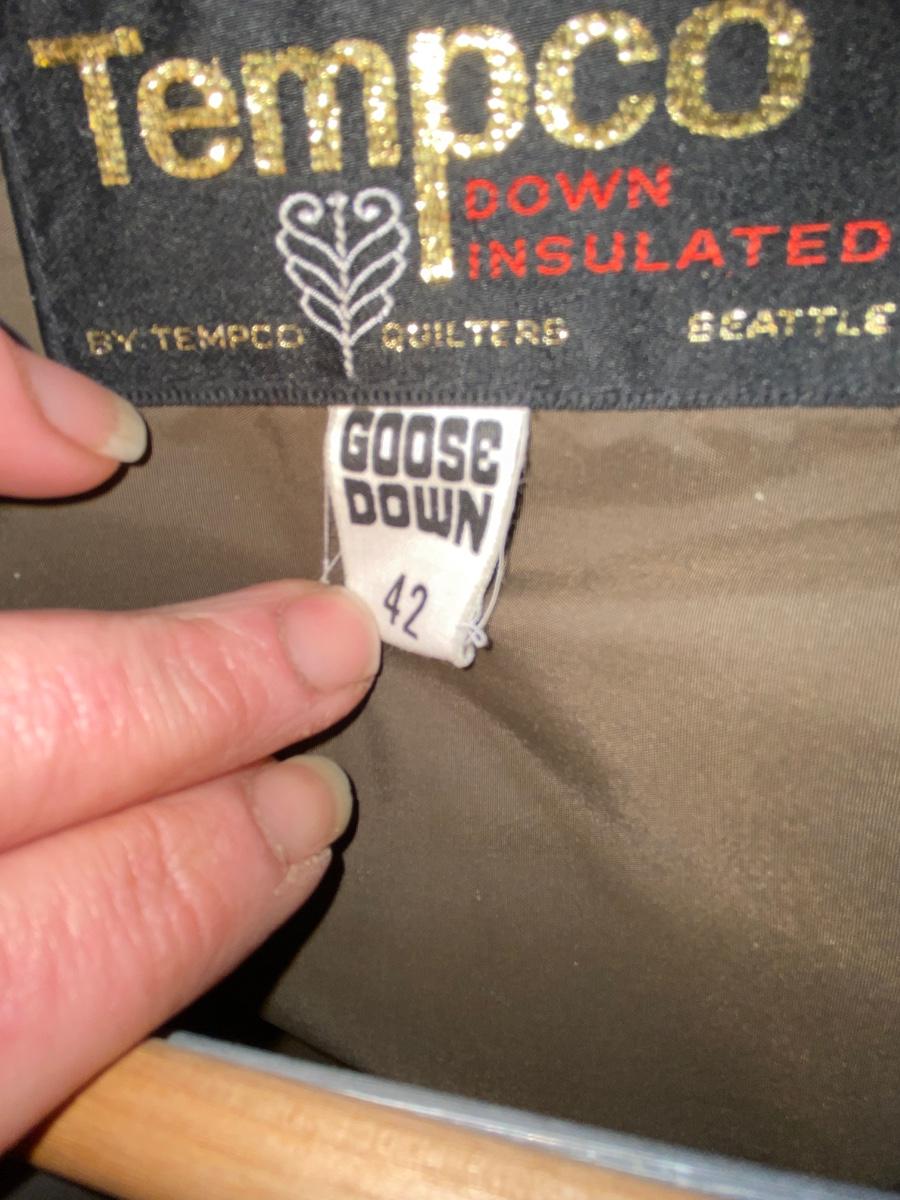 Tempco
DOWN
INSULATED
BY TEMPCO QUILTERS SEATTLE
GOOSE
DOWN
42